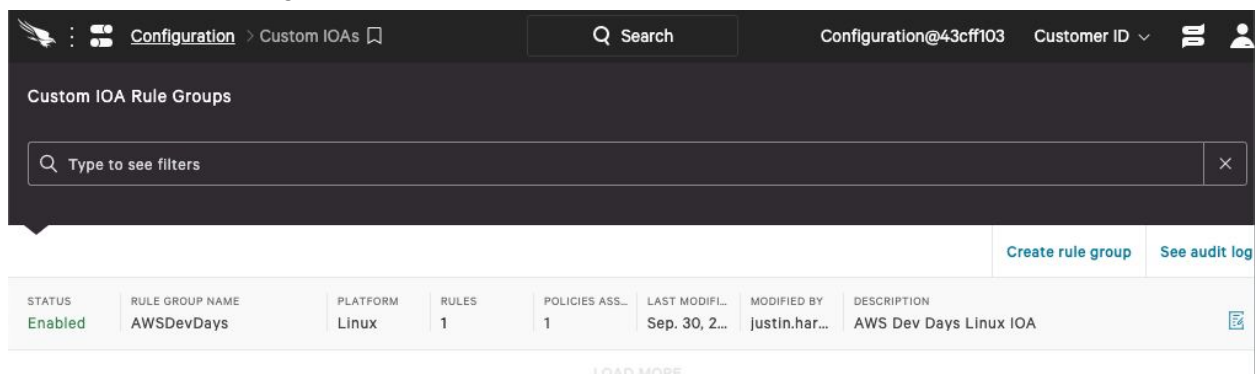 Configuration > Custom IOAs Search Configuration@43cff103 Customer ID
Custom IOA Rule Groups
Type to see filters
Create rule group See audit log
STATUS RULE GROUP NAME PLATFORM RULES POLICIES ASS... LAST MODIFI... MODIFIED BY DESCRIPTION
Enabled AWSDevDays Linux 1 1 Sep. 30, 2... justin.har... AWS Dev Days Linux IOA
LOAD MORE